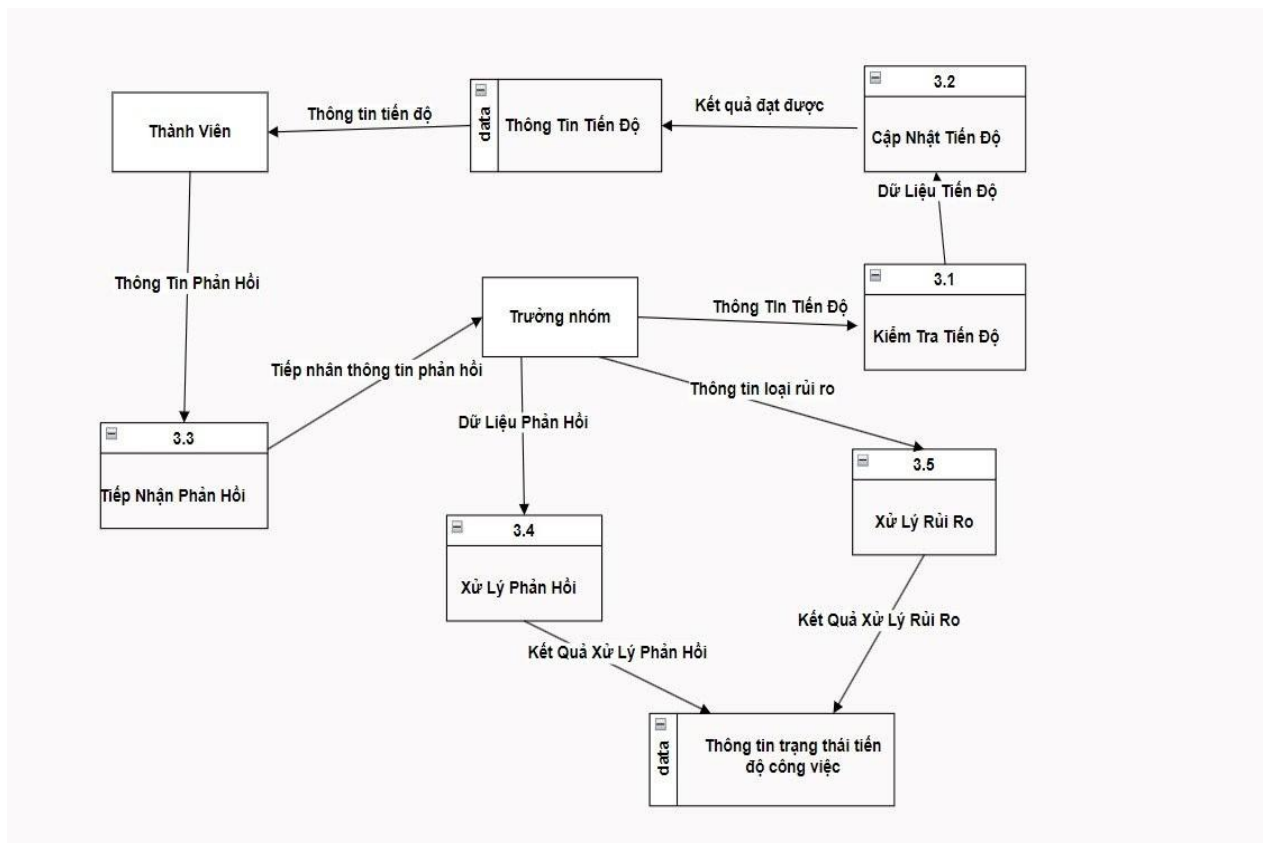 3.2
Thành Viên
Thông tin tiến độ
data
Thông Tin Tiến Độ
Kết quả đạt được
Cập Nhật Tiến Độ
Dữ Liệu Tiến Độ
3.1
Thông Tin Phản Hồi
Trưởng nhóm
Thông TIn TIến Độ
Kiểm Tra Tiến Độ
Tiếp nhân thông tin phản hồi
Thông tin loại rủi ro
Dữ Liệu Phản Hồi
3.3
3.5
Tiếp Nhận Phản Hồi
3.4
Xử Lý Rủi Ro
Xử Lý Phản Hồi
Kết Quả Xử Lý Rủi Ro
Kết Quả Xử Lý Phản Hồi
data
Thông tin trạng thái tiến
độ công việc